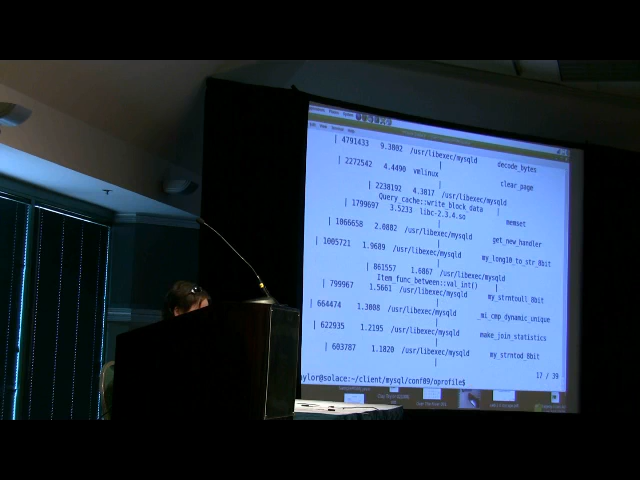 | 4791433 9.3802 /usr/libexec/mysqld decode_bytes
|
2272542 4.4490 vmlinux clear_page
|
2238192 4.3817 /usr/libexec/mysqld
Query_cache::write_block_data |
| 1799697 3.5233 libc-2.3.4.so memset
|
| 1066658 2.0882 /usr/libexec/mysqld get_new_handler
|
| 1005721 1.9689 /usr/libexec/mysqld my_long10_to_str_8bit
|
861557 1.6867 /usr/libexec/mysqld
Item_func_between::val_int() |
799967 1.5661 /usr/libexec/mysqld my_strntoull_8bit
|
| 664474 1.3008 /usr/libexec/mysqld _mi_cmp_dynamic_unique
|
| 622935 1.2195 /usr/libexec/mysqld make_join_statistics
|
| 603787 1.1820 /usr/libexec/mysqld my_strntod_8bit
|
17 / 39
aylor@solace:~/client/mysql/conf09/oprofile$